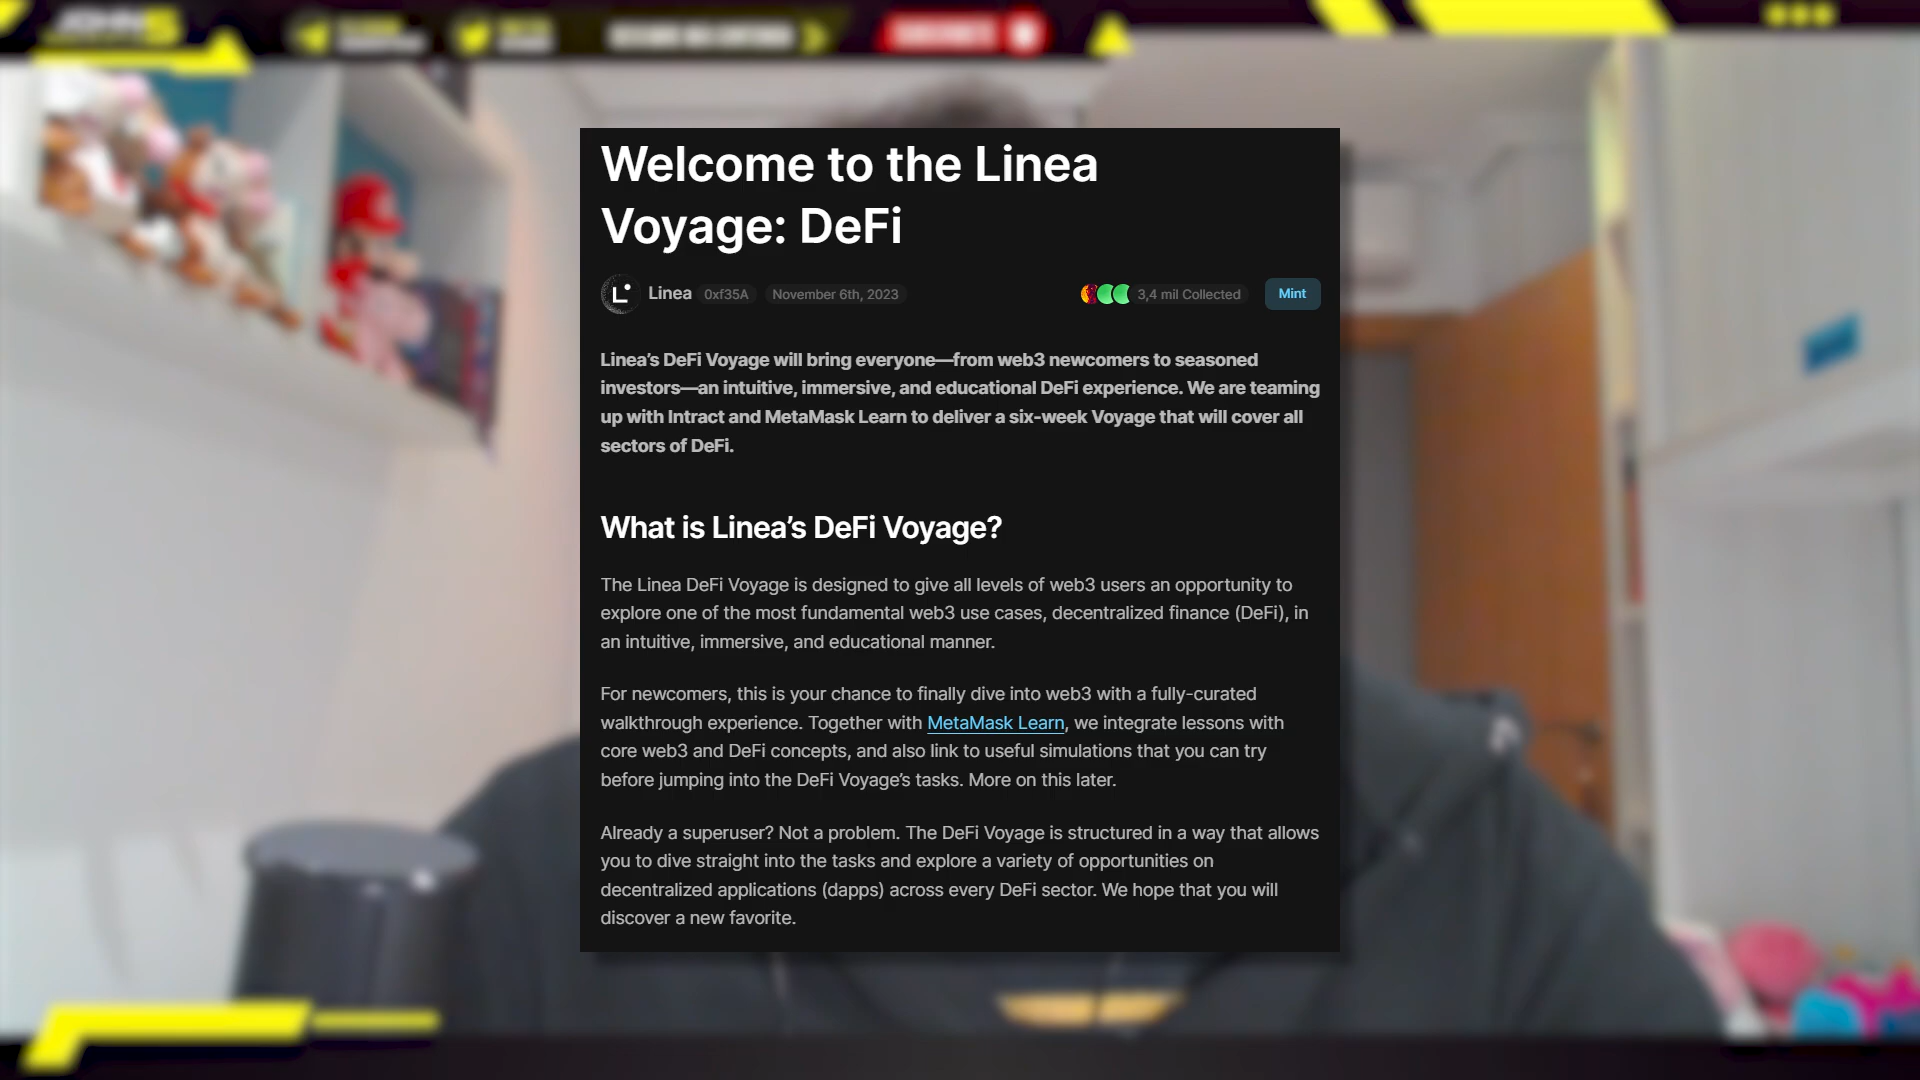 JOHNS
Welcome to the Linea
Voyage: DeFi
Linea 0xf35A November 6th, 2023 3,4 mil Collected Mint
Linea’s DeFi Voyage will bring everyone—from web3 newcomers to seasoned
investors—an intuitive, immersive, and educational DeFi experience. We are teaming
up with Intract and MetaMask Learn to deliver a six-week Voyage that will cover all
sectors of DeFi.
What is Linea’s DeFi Voyage?
The Linea DeFi Voyage is designed to give all levels of web3 users an opportunity to
explore one of the most fundamental web3 use cases, decentralized finance (DeFi), in
an intuitive, immersive, and educational manner.
For newcomers, this is your chance to finally dive into web3 with a fully-curated
walkthrough experience. Together with MetaMask Learn, we integrate lessons with
core web3 and DeFi concepts, and also link to useful simulations that you can try
before jumping into the DeFi Voyage’s tasks. More on this later.
Already a superuser? Not a problem. The DeFi Voyage is structured in a way that allows
you to dive straight into the tasks and explore a variety of opportunities on
decentralized applications (dapps) across every DeFi sector. We hope that you will
discover a new favorite.